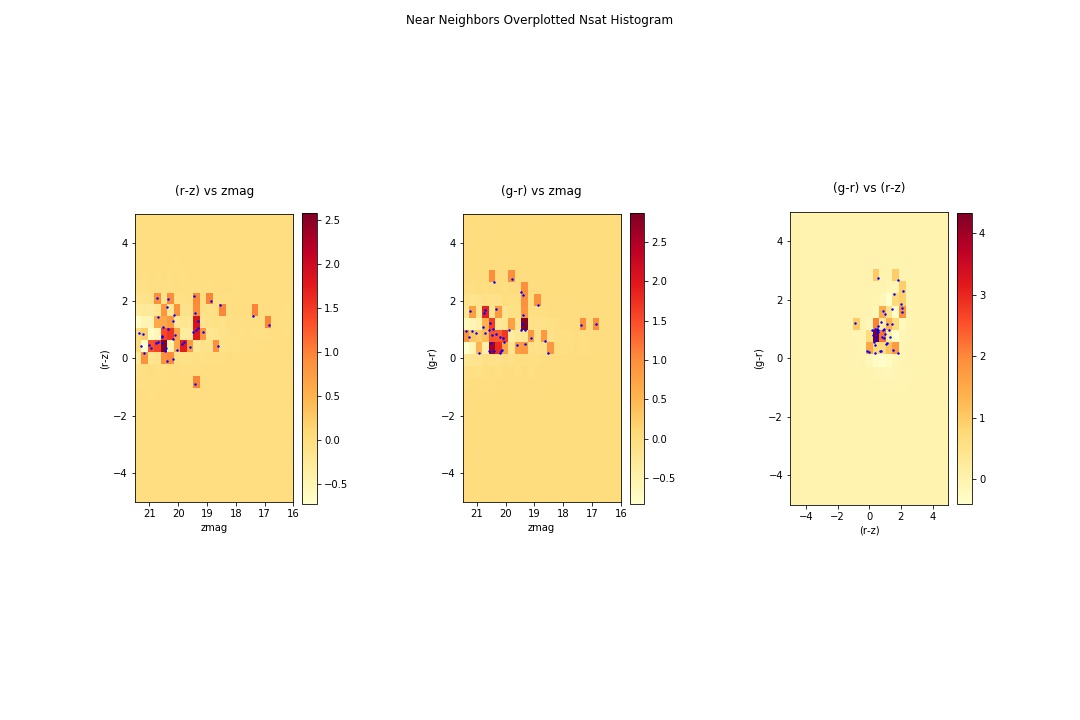 Near Neighbors Overplotted Nsat Histogram
(r-z) vs zmag
(r-z)
4
2
0
−2
−4
21 20 19 18 17 16
zmag
2.5
2.0
1.5
1.0
0.5
0.0
−0.5
(g-r) vs zmag
(g-r)
4
2
0
−2
−4
21 20 19 18 17 16
zmag
2.5
2.0
1.5
1.0
0.5
0.0
−0.5
(g-r) vs (r-z)
(g-r)
4
2
0
−2
−4
−4 −2 0 2 4
(r-z)
4
3
2
1
0